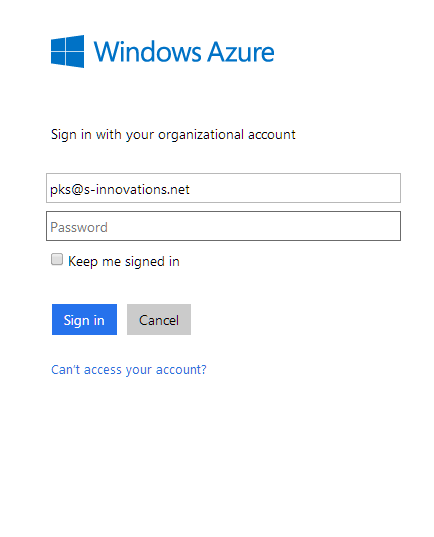 Windows Azure
Sign in with your organizational account
pks@s-innovations.net
Password
Keep me signed in
Sign in Cancel
Can't access your account?